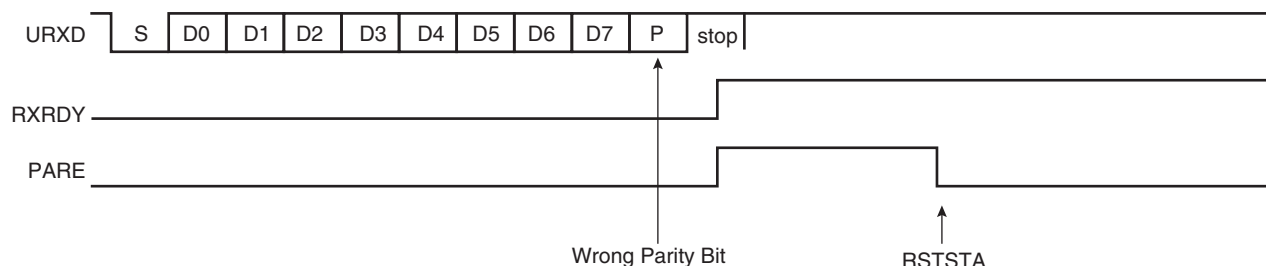 URXD S D0 D1 D2 D3 D4 D5 D6 D7 P stop
RXRDY
PARE
Wrong Parity Bit RSTSTA